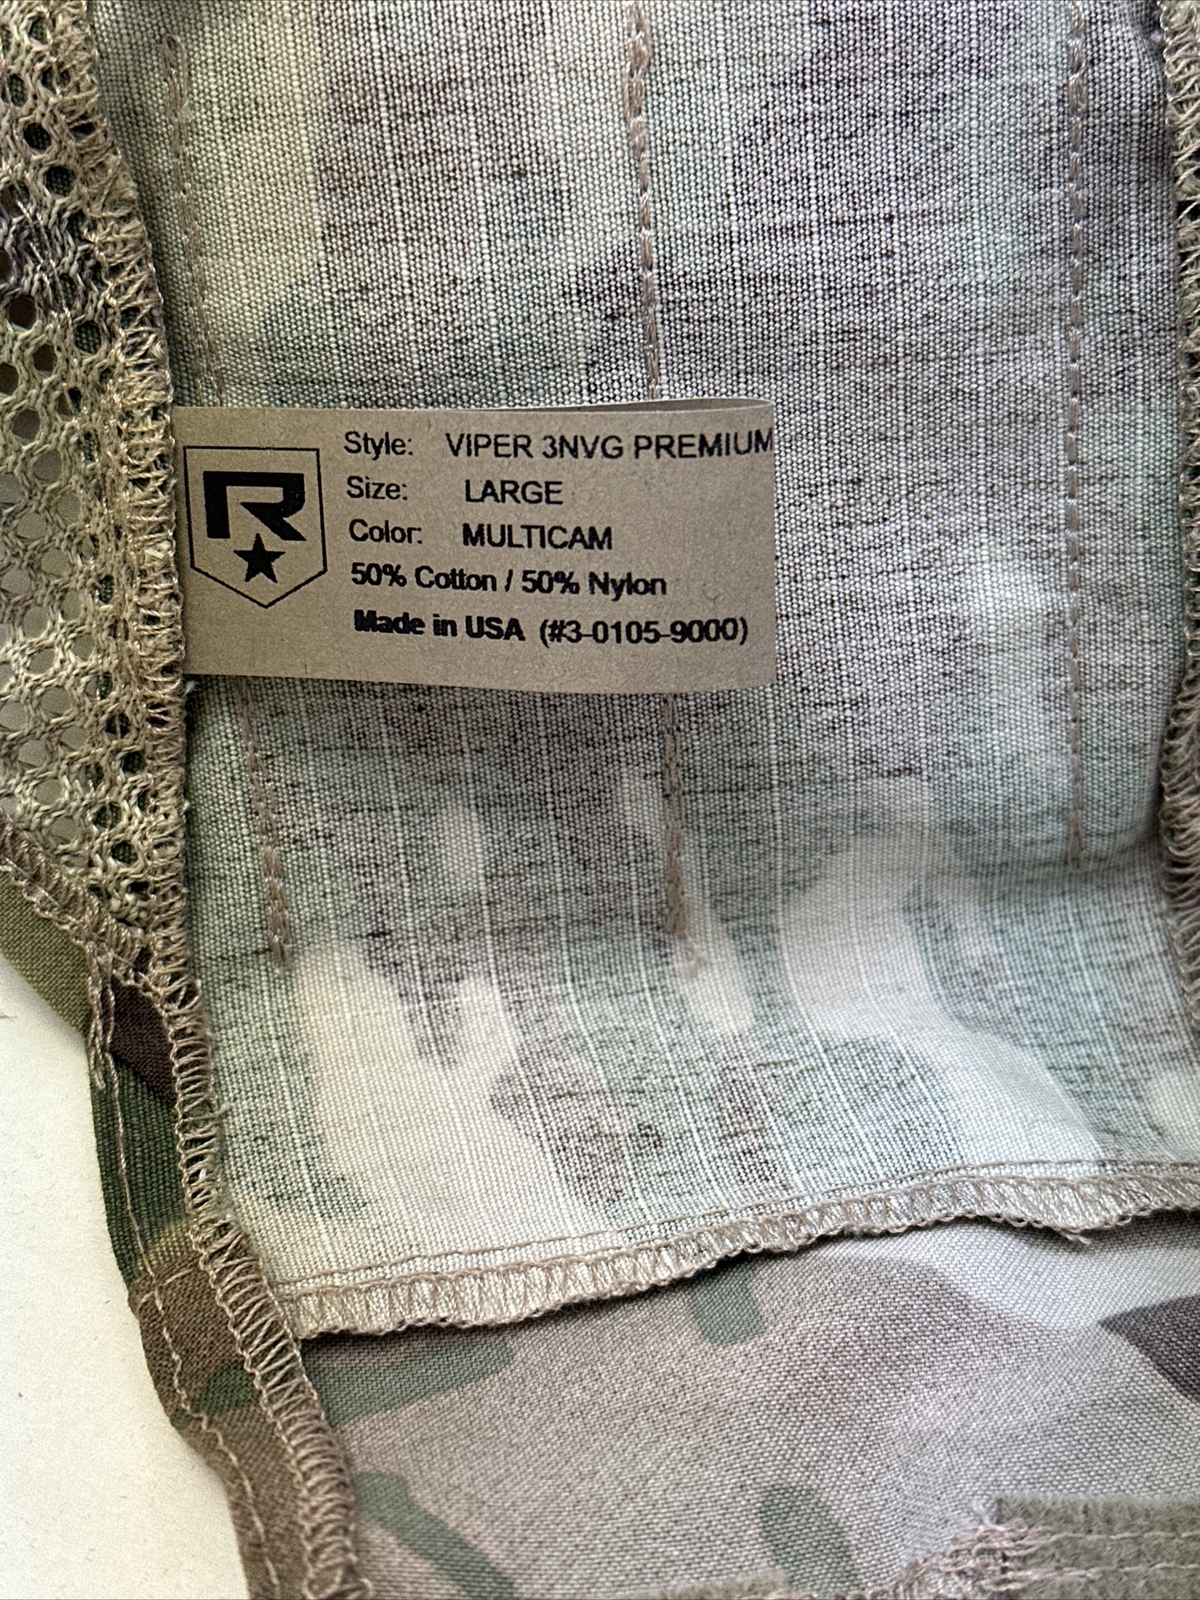 R
Style: VIPER 3NVG PREMIUM
Size: LARGE
Color: MULTICAM
50% Cotton / 50% Nylon
Made in USA (#3-0105-9000)